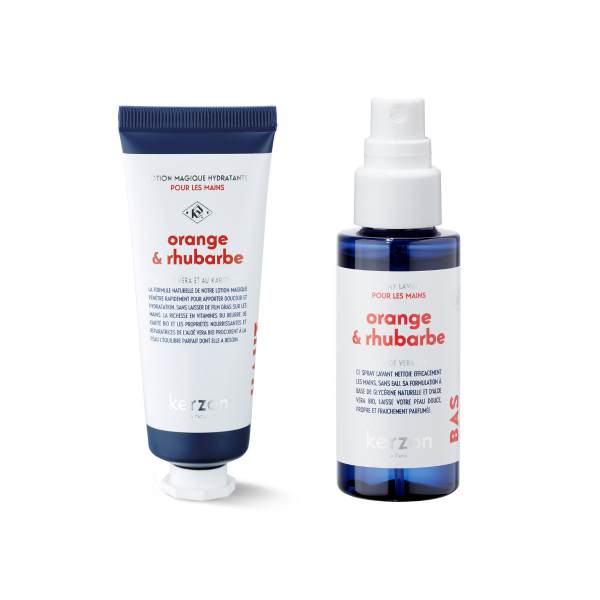 LOTION MAGIQUE HYDRATANTE
POUR LES MAINS
orange
& rhubarbe
VERA ET AU KARITÉ
LA FORMULE NATURELLE DE NOTRE LOTION MAGIQUE
PÉNÈTRE RAPIDEMENT POUR APPORTER DOUCEUR ET
HYDRATATION, SANS LAISSER DE FILM GRAS SUR LES
MAINS. LA RICHESSE EN VITAMINES DU BEURRE DE
KARITÉ BIO ET LES PROPRIÉTÉS NOURRISSANTES ET
RÉPARATRICES DE L'ALOÉ VERA BIO PROCURENT À LA
PEAU L'ÉQUILIBRE PARFAIT DONT ELLE A BESOIN.
HAUT
kerzon
à Paris
SPRAY LAVANT
POUR LES MAINS
orange
& rhubarbe
ALOÉ VERA
CE SPRAY LAVANT NETTOIE EFFICACEMENT
LES MAINS, SANS EAU. SA FORMULATION À
BASE DE GLYCÉRINE NATURELLE ET D'ALOE
VERA BIO, LAISSE VOTRE PEAU DOUCE,
PROPRE ET FRAICHEMENT PARFUMÉE.
BAS
kerzon
à Paris